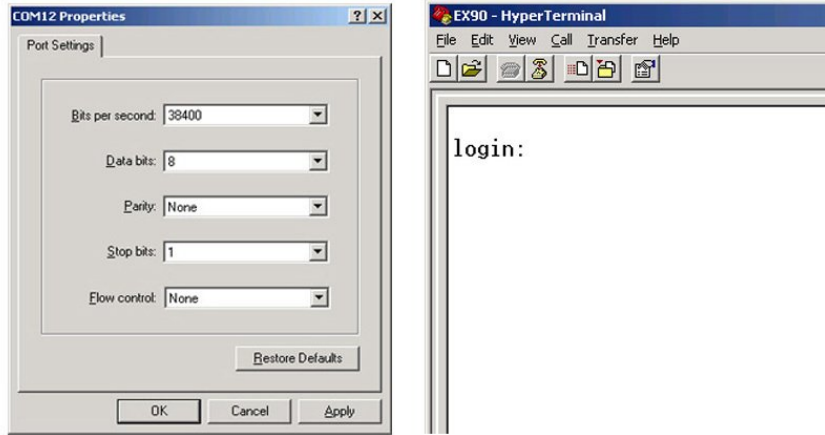 COM12 Properties
Port Settings
Bits per second: 38400
Data bits: 8
Parity: None
Stop bits: 1
Flow control: None
Restore Defaults
OK Cancel Apply
EX90 - HyperTerminal
File Edit View Call Transfer Help
login: